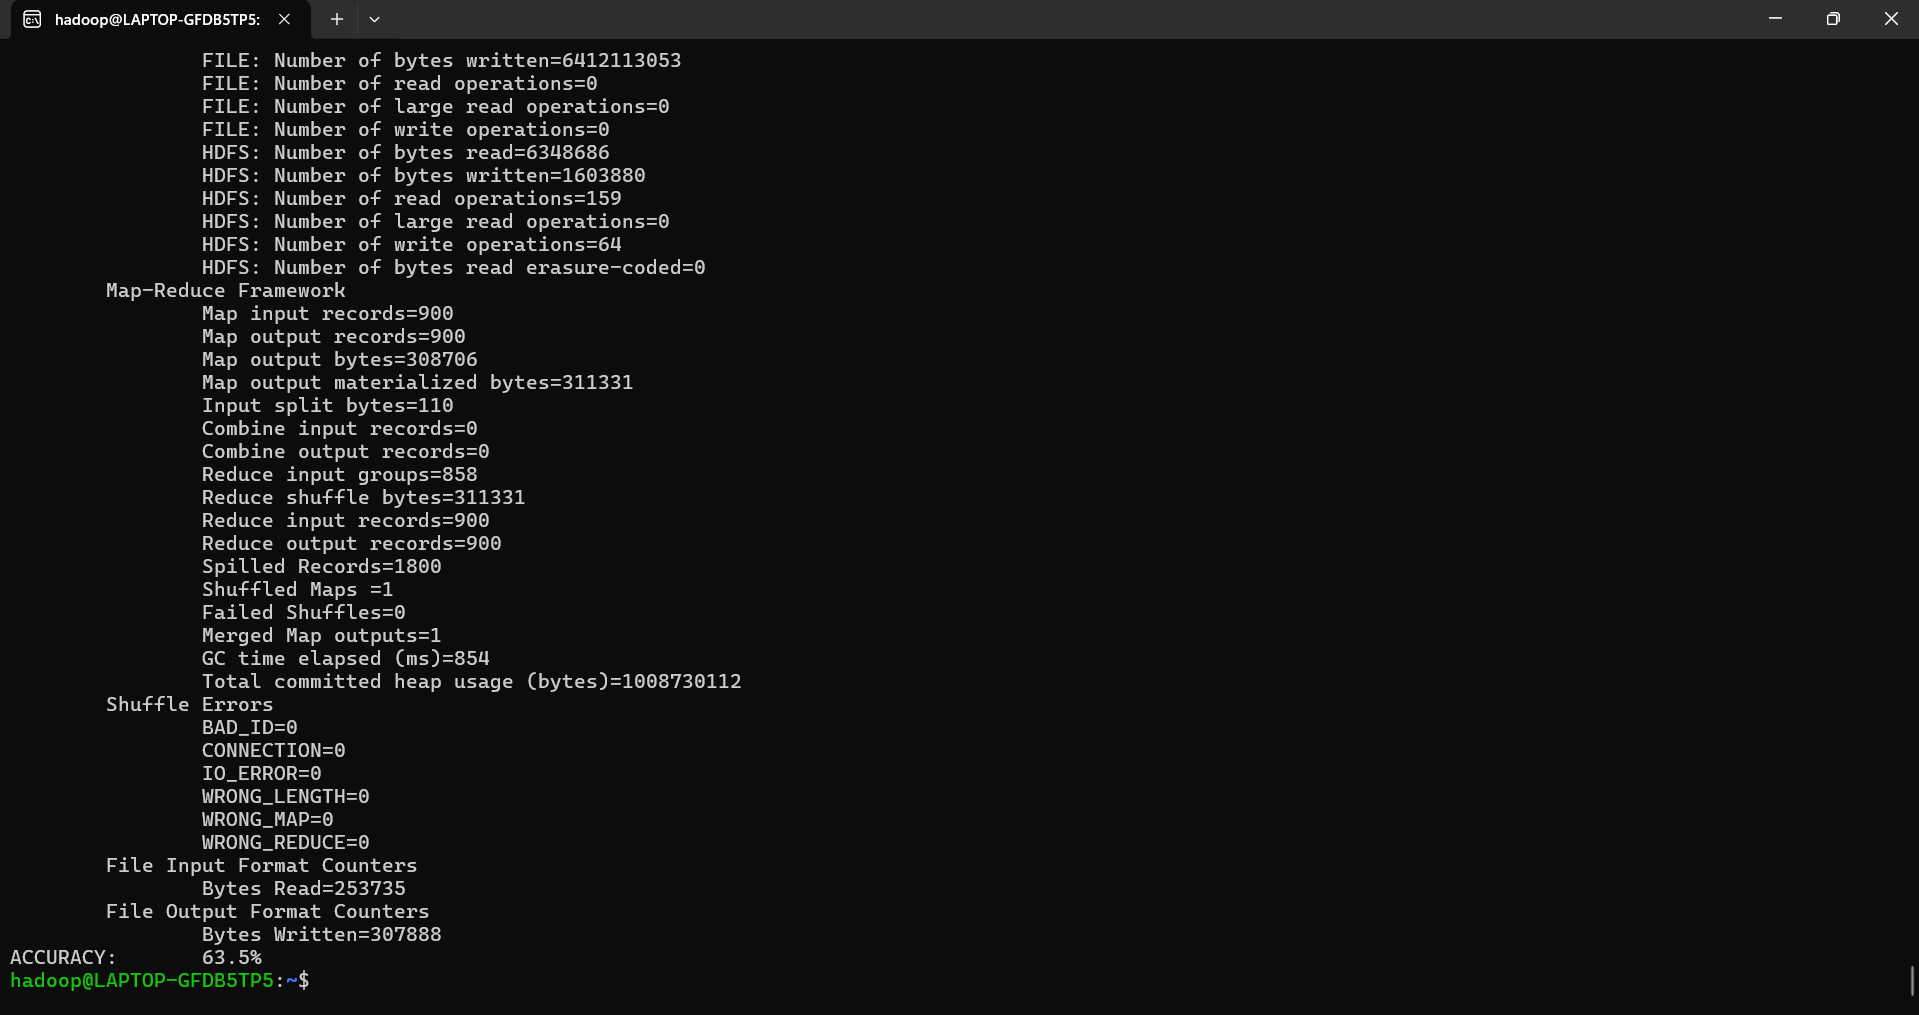 hadoop@LAPTOP-GFDB5TP5:
FILE: Number of bytes written=6412113053
FILE: Number of read operations=0
FILE: Number of large read operations=0
FILE: Number of write operations=0
HDFS: Number of bytes read=6348686
HDFS: Number of bytes written=1603880
HDFS: Number of read operations=159
HDFS: Number of large read operations=0
HDFS: Number of write operations=64
HDFS: Number of bytes read erasure-coded=0
Map-Reduce Framework
Map input records=900
Map output records=900
Map output bytes=308706
Map output materialized bytes=311331
Input split bytes=110
Combine input records=0
Combine output records=0
Reduce input groups=858
Reduce shuffle bytes=311331
Reduce input records=900
Reduce output records=900
Spilled Records=1800
Shuffled Maps =1
Failed Shuffles=0
Merged Map outputs=1
GC time elapsed (ms)=854
Total committed heap usage (bytes)=1008730112
Shuffle Errors
BAD_ID=0
CONNECTION=0
IO_ERROR=0
WRONG_LENGTH=0
WRONG_MAP=0
WRONG_REDUCE=0
File Input Format Counters
Bytes Read=253735
File Output Format Counters
Bytes Written=307888
ACCURACY: 63.5%
hadoop@LAPTOP-GFDB5TP5:~$